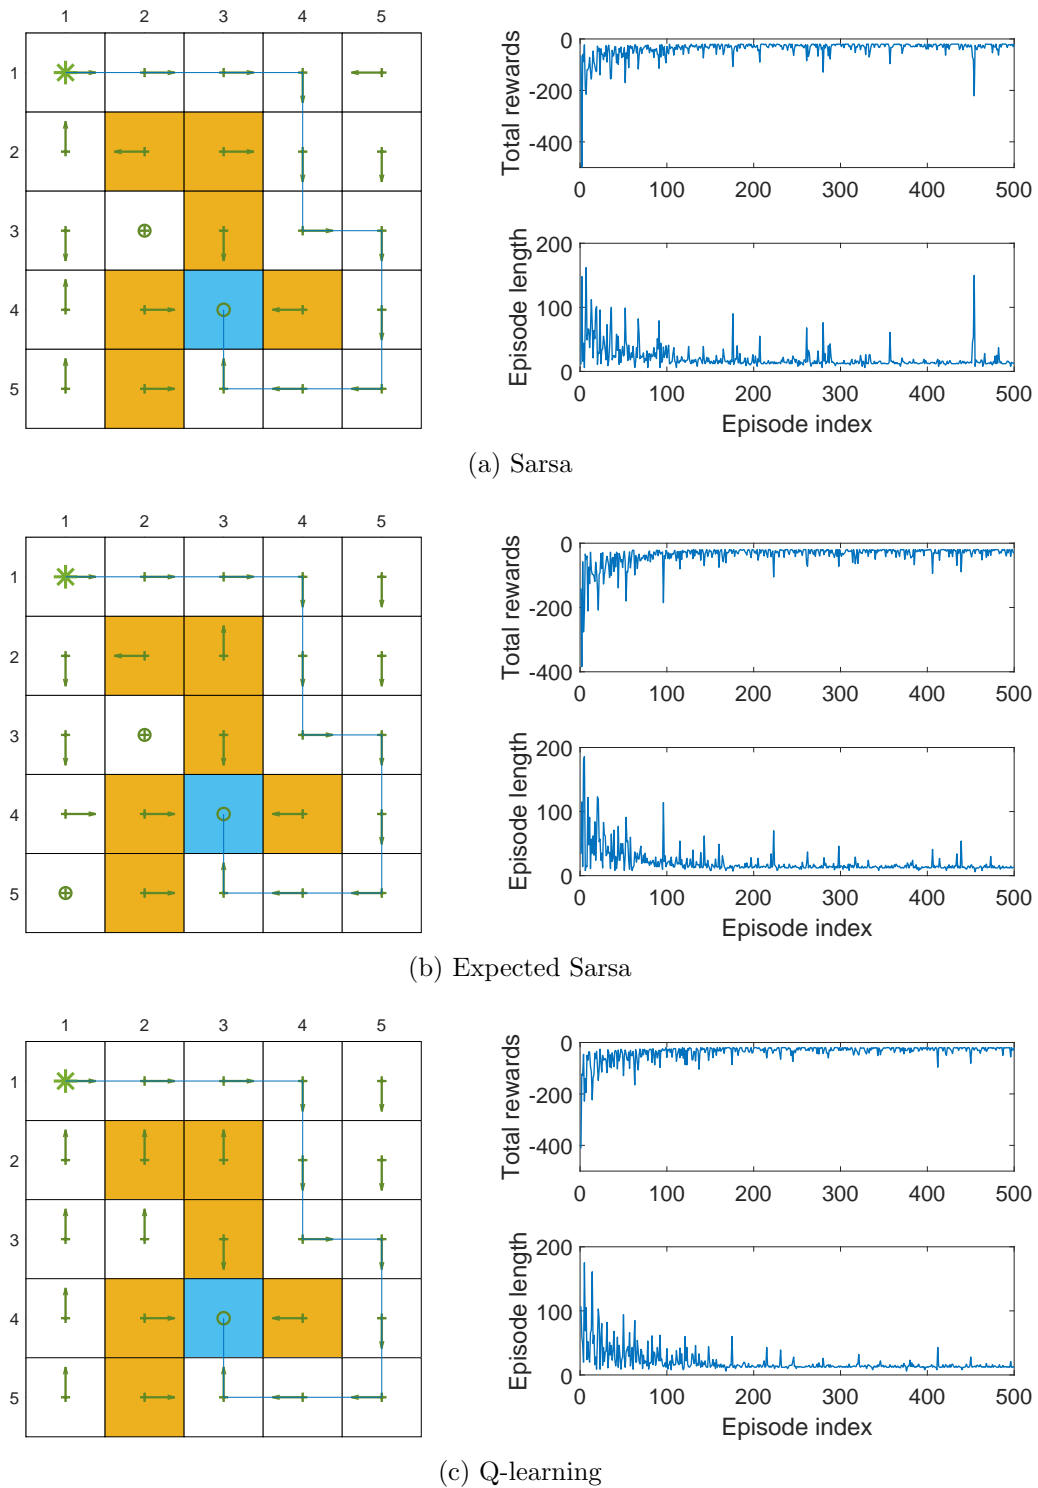 1 2 3 4 5
1
2
3
4
5
Total rewards
0
-200
-400
0 100 200 300 400 500
Episode length
200
100
0
0 100 200 300 400 500
Episode index
(a) Sarsa
1 2 3 4 5
1
2
3
4
5
Total rewards
0
-200
-400
0 100 200 300 400 500
Episode length
200
100
0
0 100 200 300 400 500
Episode index
(b) Expected Sarsa
1 2 3 4 5
1
2
3
4
5
Total rewards
0
-200
-400
0 100 200 300 400 500
Episode length
200
100
0
0 100 200 300 400 500
Episode index
(c) Q-learning